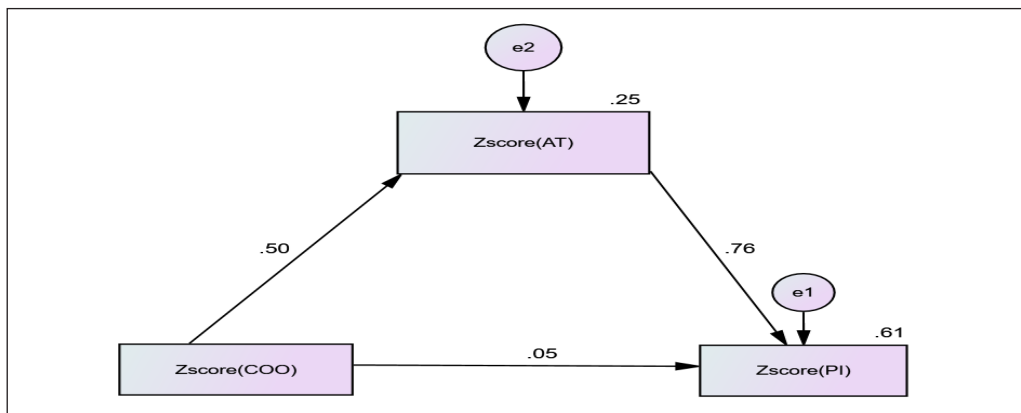 e2
.25
Zscore(AT)
.50
.76
e1
.61
.05
Zscore(COO)
Zscore(PI)